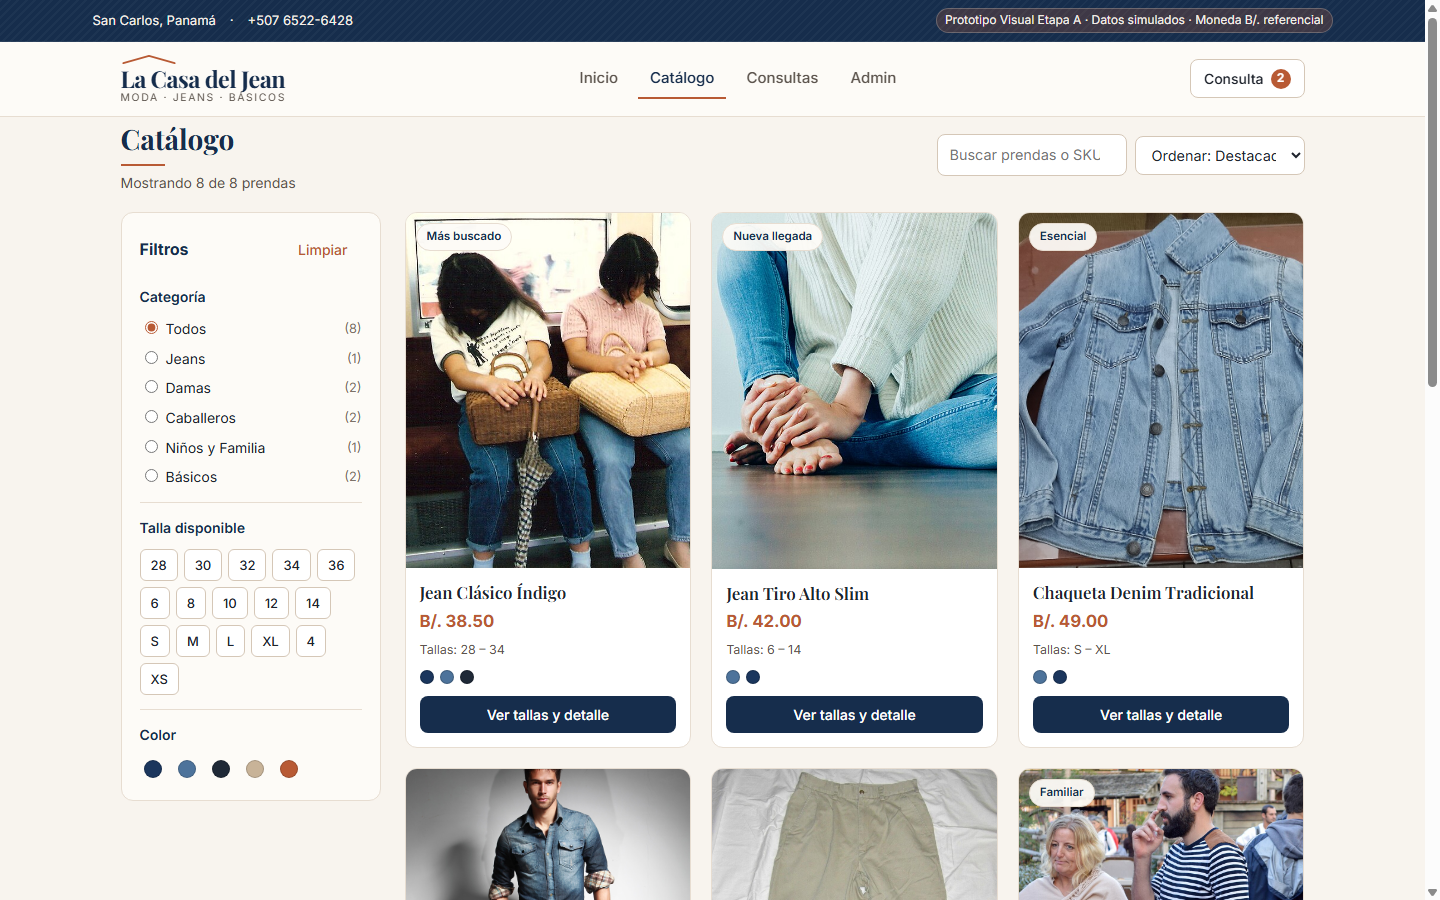 San Carlos, Panamá · +507 6522-6428
Prototipo Visual Etapa A · Datos simulados · Moneda B/. referencial
La Casa del Jean
MODA · JEANS · BÁSICOS
Inicio Catálogo Consultas Admin
Consulta 2
Catálogo
Mostrando 8 de 8 prendas
Buscar prendas o SKU
Ordenar: Destacac
Filtros Limpiar
Categoría
Todos (8)
Jeans (1)
Damas (2)
Caballeros (2)
Niños y Familia (1)
Básicos (2)
Talla disponible
28 30 32 34 36
6 8 10 12 14
S M L XL 4
XS
Color
Más buscado
Jean Clásico Índigo
B/. 38.50
Tallas: 28 – 34
Ver tallas y detalle
Nueva llegada
Jean Tiro Alto Slim
B/. 42.00
Tallas: 6 – 14
Ver tallas y detalle
Esencial
Chaqueta Denim Tradicional
B/. 49.00
Tallas: S – XL
Ver tallas y detalle
Familiar